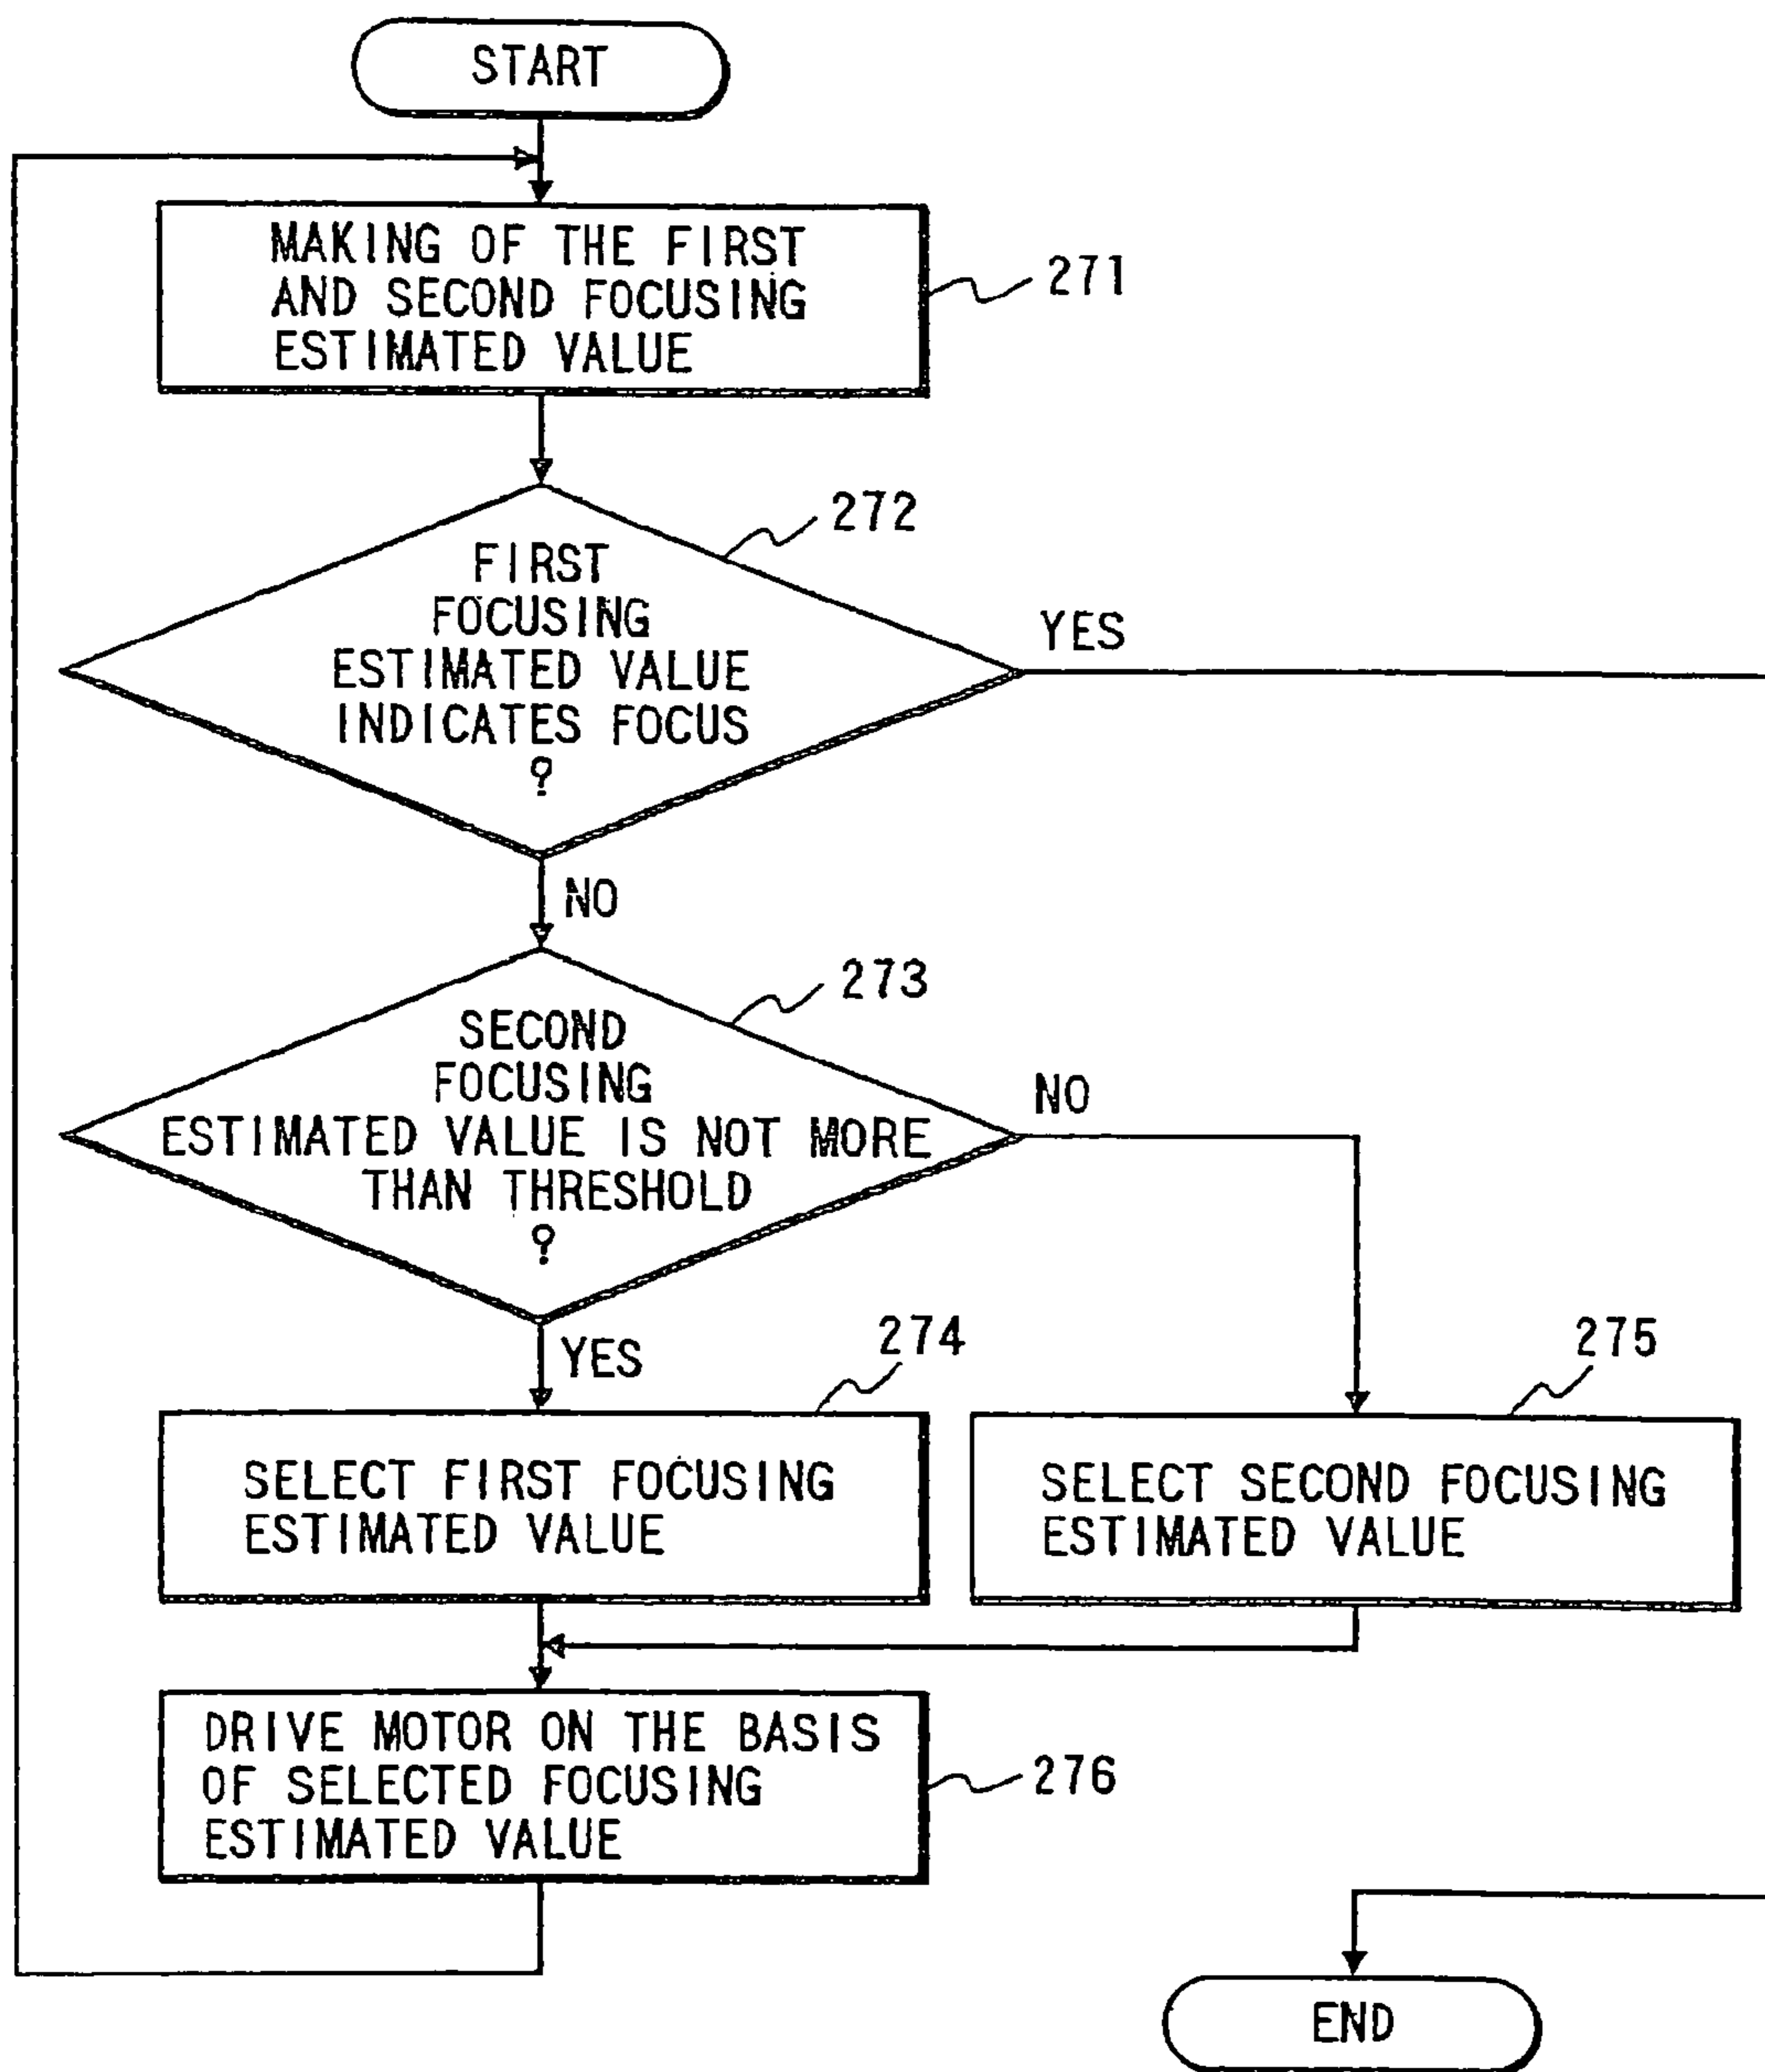 START
MAKING OF THE FIRST
AND SECOND FOCUSING
ESTIMATED VALUE
271
272
FIRST
FOCUSING
ESTIMATED VALUE
INDICATES FOCUS
?
YES
NO
273
SECOND
FOCUSING
ESTIMATED VALUE IS NOT MORE
THAN THRESHOLD
?
NO
YES
274
SELECT FIRST FOCUSING
ESTIMATED VALUE
275
SELECT SECOND FOCUSING
ESTIMATED VALUE
DRIVE MOTOR ON THE BASIS
OF SELECTED FOCUSING
ESTIMATED VALUE
276
END